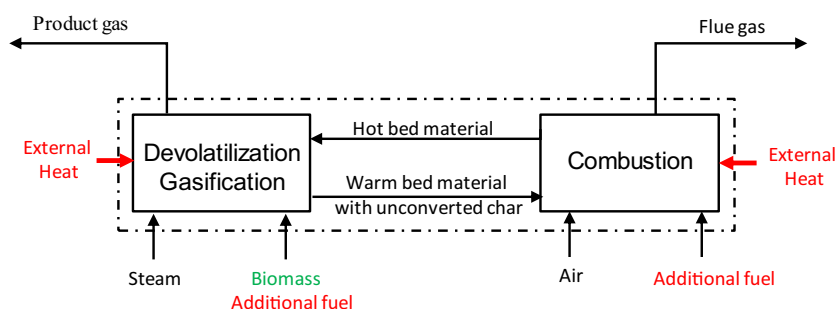 Product gas
Flue gas
External
Heat
Devolatilization
Gasification
Hot bed material
Warm bed material
with unconverted char
Combustion
External
Heat
Steam
Biomass
Additional fuel
Air
Additional fuel